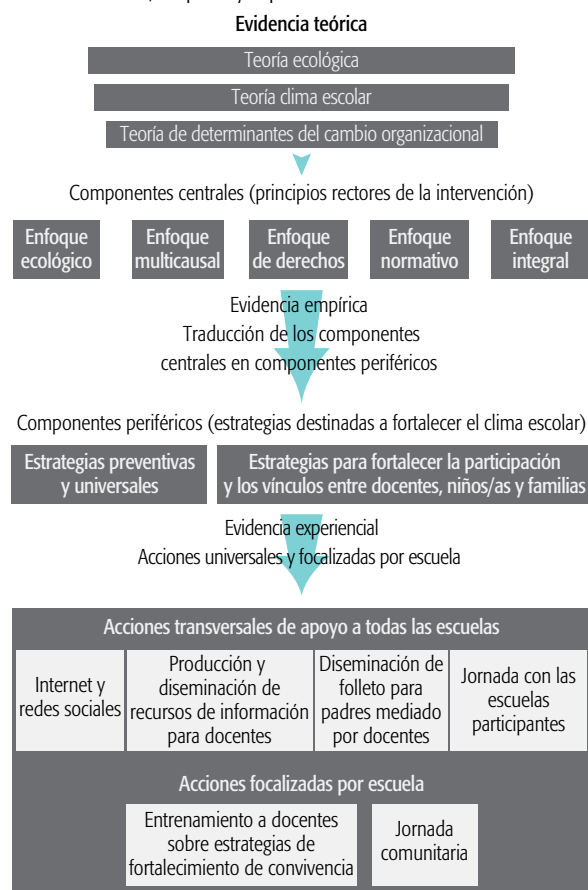 Evidencia teórica
Teoría ecológica
Teoría clima escolar
Teoría de determinantes del cambio organizacional
Componentes centrales (principios rectores de la intervención)
Enfoque
ecológico
Enfoque
multicausal
Enfoque
de derechos
Enfoque
normativo
Enfoque
integral
Evidencia empírica
Traducción de los componentes
centrales en componentes periféricos
Componentes periféricos (estrategias destinadas a fortalecer el clima escolar)
Estrategias preventivas
y universales
Estrategias para fortalecer la participación
y los vínculos entre docentes, niños/as y familias
Evidencia experiencial
Acciones universales y focalizadas por escuela
Acciones transversales de apoyo a todas las escuelas
Internet y
redes sociales
Producción y
diseminación de
recursos de información
para docentes
Diseminación de
folleto para
padres mediado
por docentes
Jornada con las
escuelas
participantes
Acciones focalizadas por escuela
Entrenamiento a docentes
sobre estrategias de
fortalecimiento de convivencia
Jornada
comunitaria